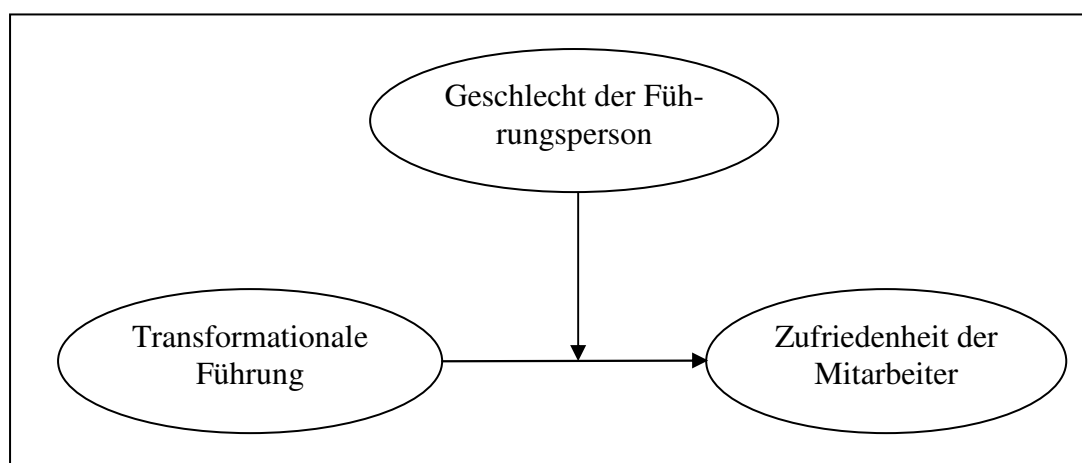 Geschlecht der Füh-
rungsperson
Transformationale
Führung
Zufriedenheit der
Mitarbeiter